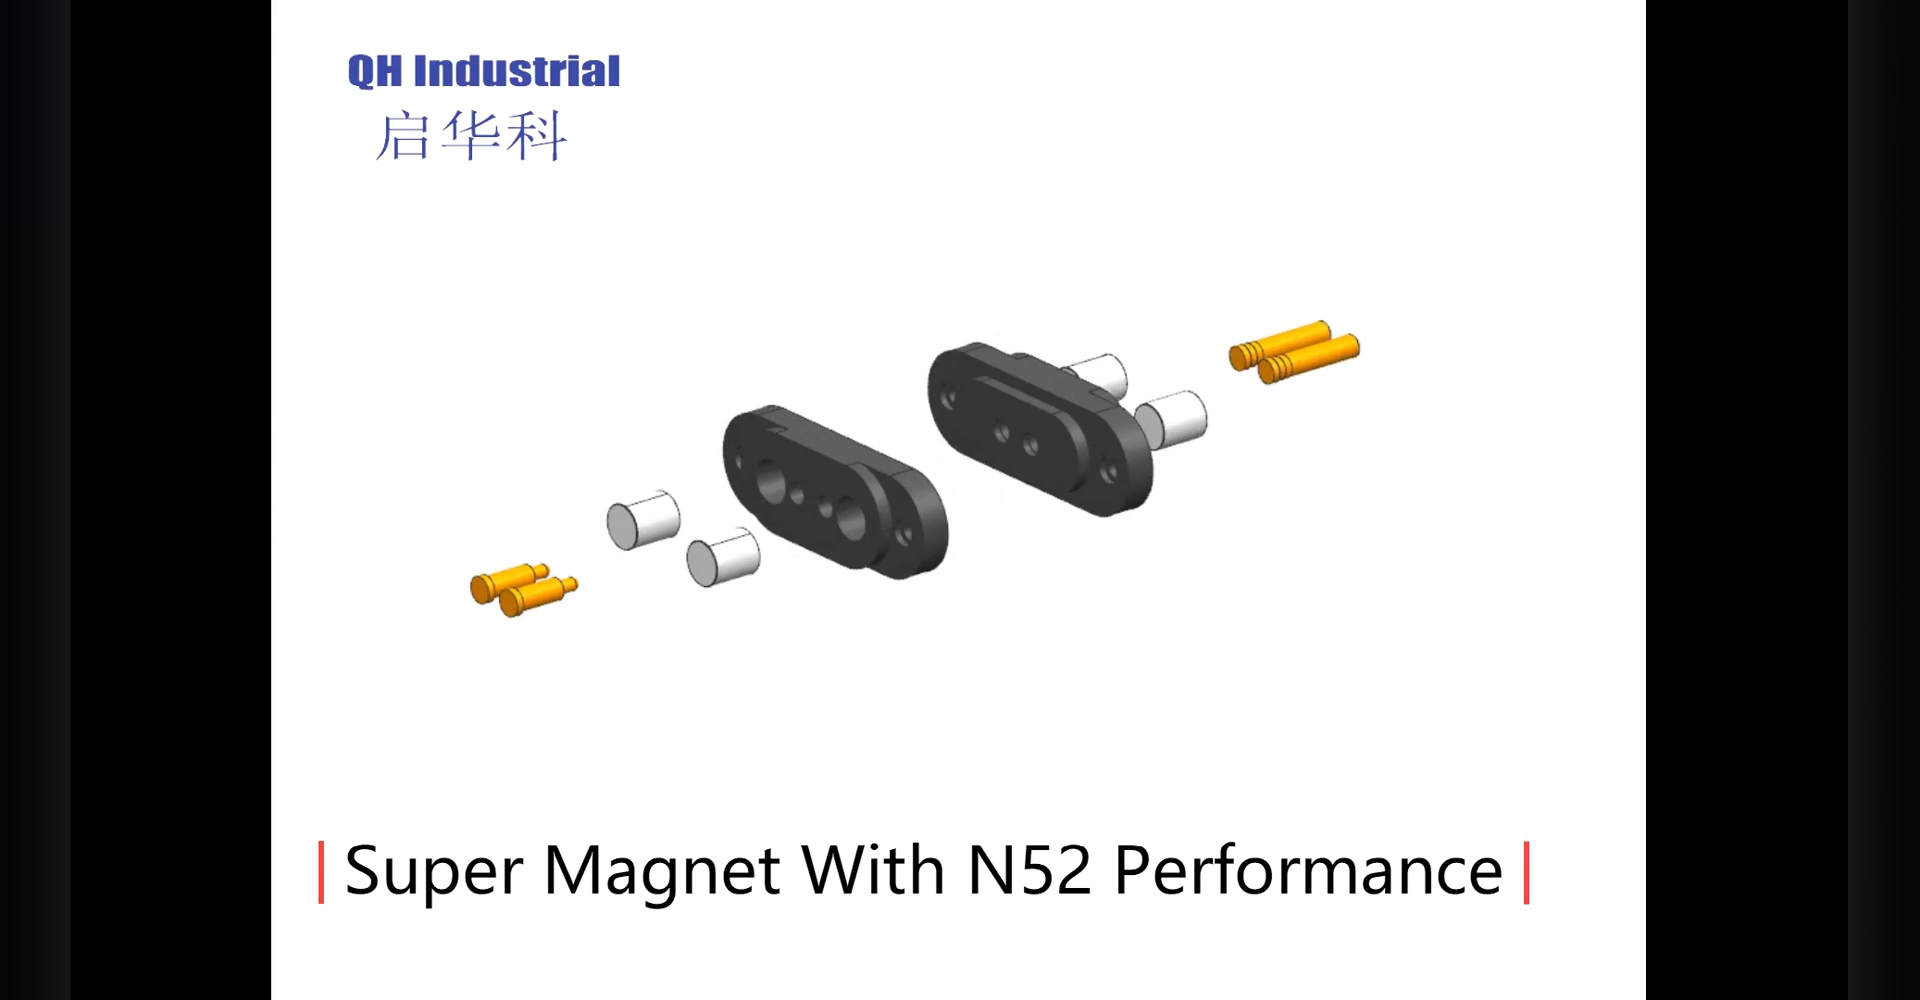 QH Industrial
启华科
Super Magnet With N52 Performance